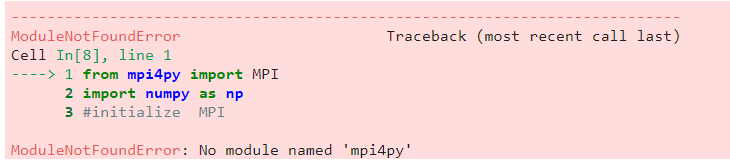 ---------------------------------------------------------------------------
ModuleNotFoundError                       Traceback (most recent call last)
Cell In[8], line 1
----> 1 from mpi4py import MPI
      2 import numpy as np
      3 #initialize  MPI

ModuleNotFoundError: No module named 'mpi4py'